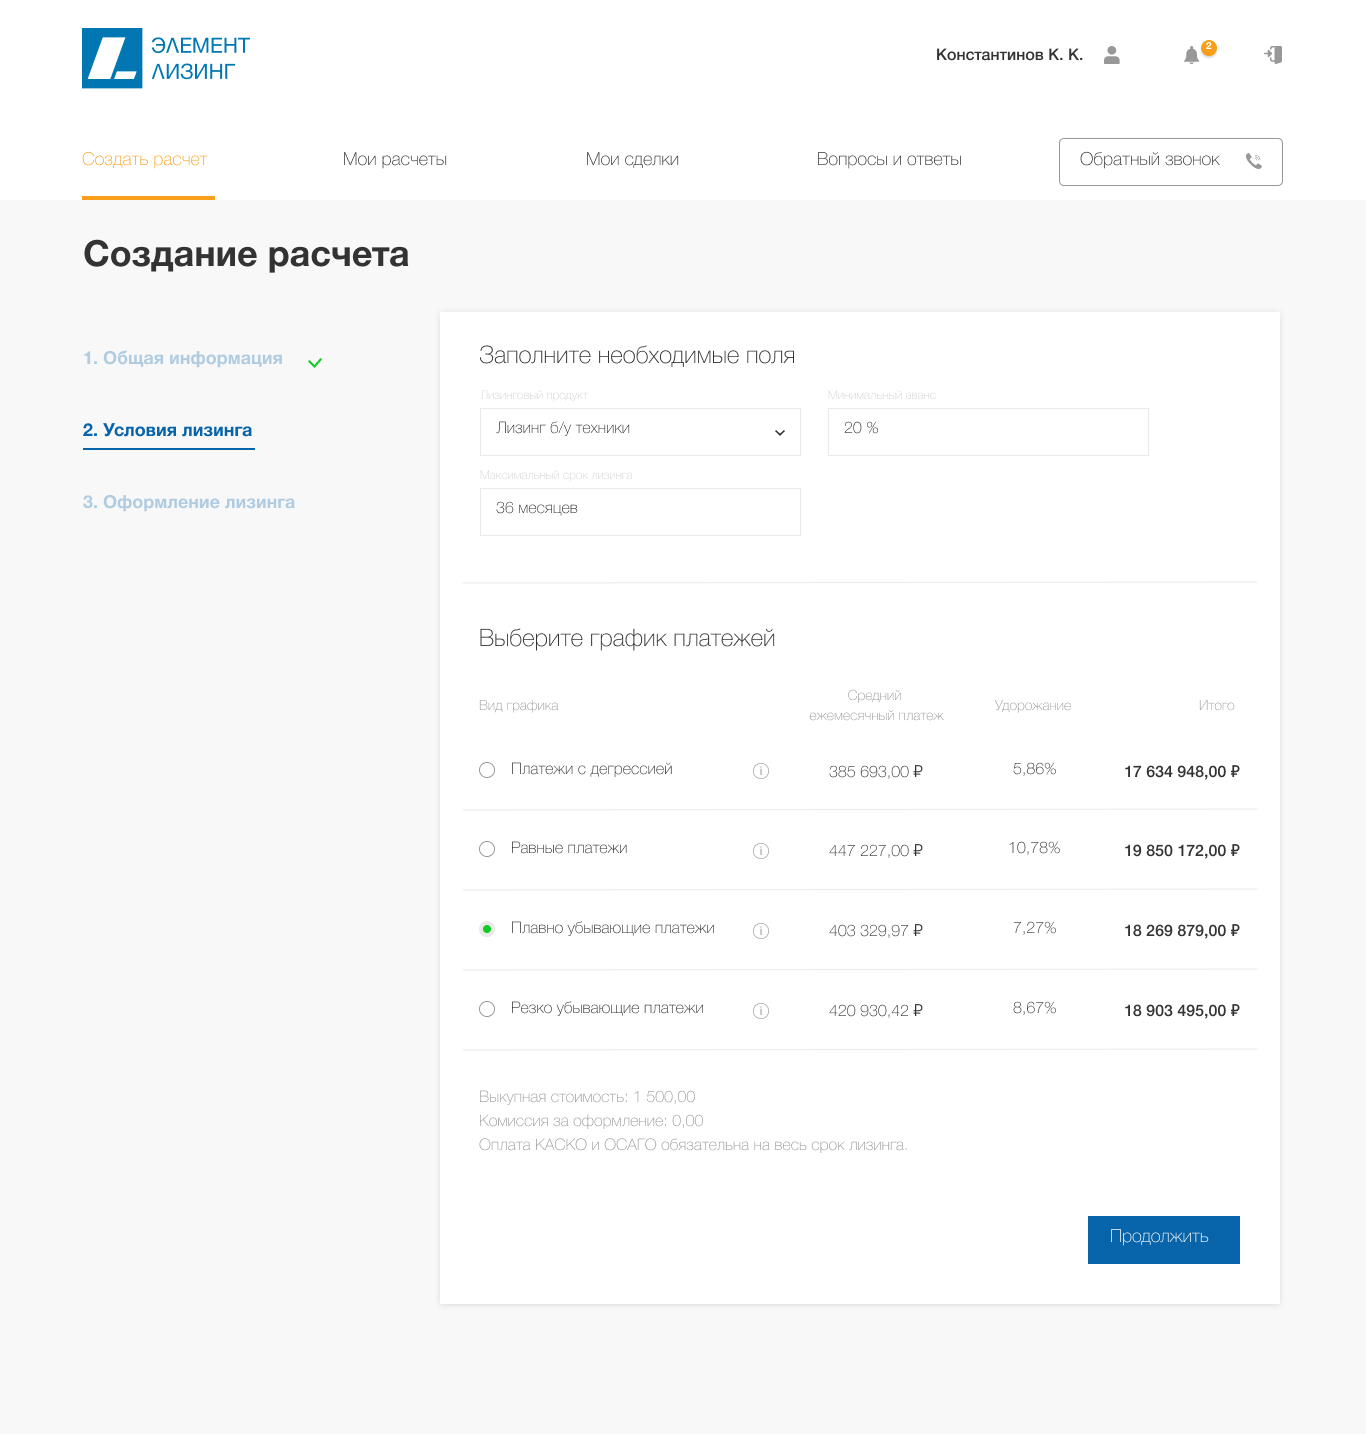 ЭЛЕМЕНТ
ЛИЗИНГ
Константинов К. К.
2
Создать расчет
Мои расчеты
Мои сделки
Вопросы и ответы
Обратный звонок
Создание расчета
1. Общая информация
2. Условия лизинга
3. Оформление лизинга
Заполните необходимые поля
Лизинговый продукт
Минимальный аванс
Лизинг б/у техники
20 %
Максимальный срок лизинга
36 месяцев
Выберите график платежей
Вид графика
Средний
ежемесячный платеж
Удорожание
Итого
Платежи с дегрессией
385 693,00 ₽
5,86%
17 634 948,00 ₽
Равные платежи
447 227,00 ₽
10,78%
19 850 172,00 ₽
Плавно убывающие платежи
403 329,97 ₽
7,27%
18 269 879,00 ₽
Резко убывающие платежи
420 930,42 ₽
8,67%
18 903 495,00 ₽
Выкупная стоимость: 1 500,00
Комиссия за оформление: 0,00
Оплата КАСКО и ОСАГО обязательна на весь срок лизинга.
Продолжить